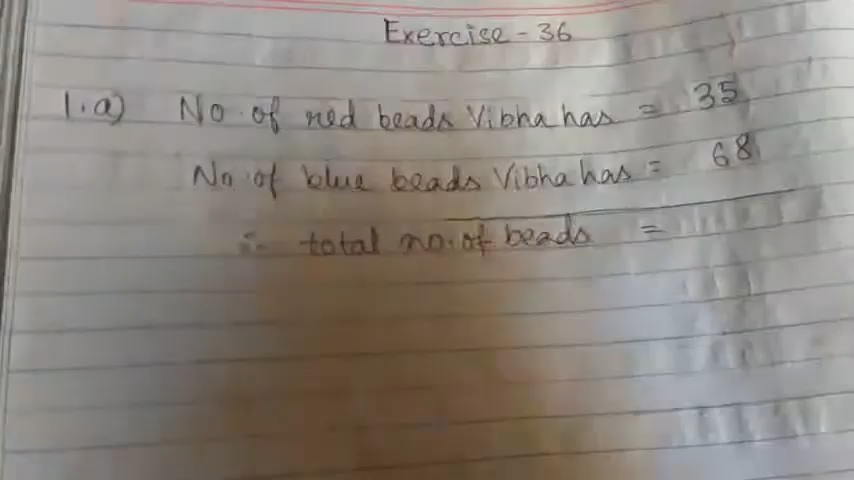 Exercise - 36
1.a) No. of red beads Vibha has = 35
No. of blue beads Vibha has = 68
∴ total no. of beads =